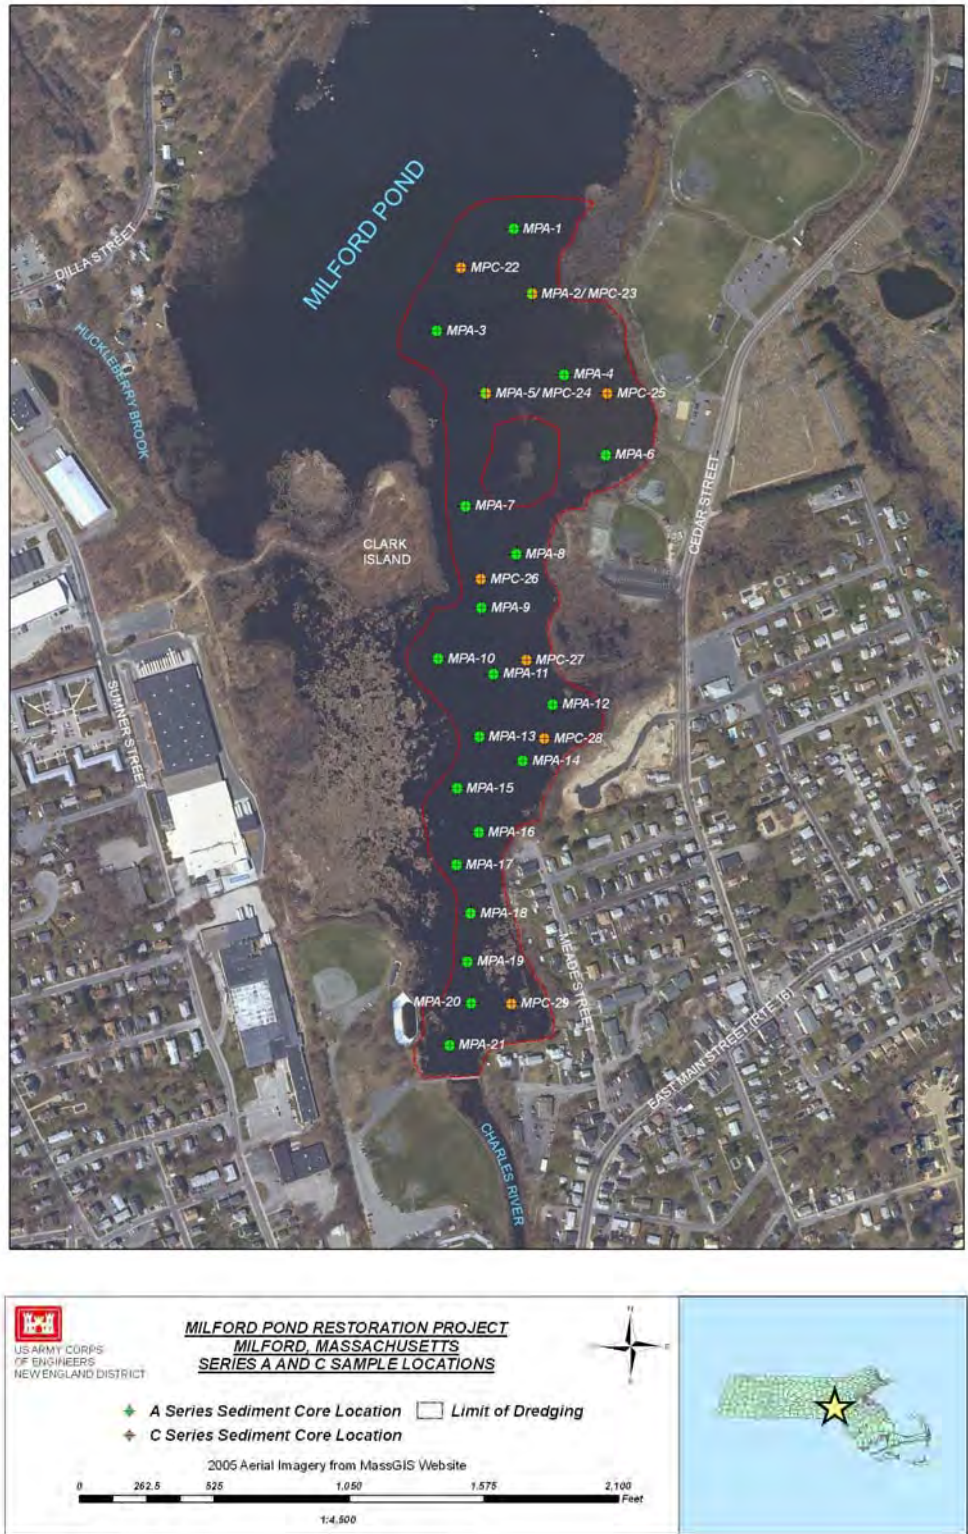 MILFORD POND
DILLA STREET
HUCKLEBERRY BROOK
MPA-1
MPC-22
MPA-2/ MPC-23
MPA-3
MPA-4
MPA-5/ MPC-24
MPC-25
MPA-6
MPA-7
MPA-8
CLARK
ISLAND
CEDAR STREET
MPC-26
MPA-9
MPA-10
MPC-27
MPA-11
MPA-12
SUMNER STREET
MPA-13
MPC-28
MPA-14
MPA-15
MPA-16
MPA-17
MPA-18
MEADE STREET
MPA-19
MPA-20
MPC-29
MPA-21
EAST MAIN STREET (RTE 16)
CHARLES RIVER
US ARMY CORPS
OF ENGINEERS
NEW ENGLAND DISTRICT
MILFORD POND RESTORATION PROJECT
MILFORD, MASSACHUSETTS
SERIES A AND C SAMPLE LOCATIONS
N
E
S
A Series Sediment Core Location
Limit of Dredging
C Series Sediment Core Location
2005 Aerial Imagery from MassGIS Website
0 262.5 525 1,050 1,575 2,100
Feet
1:4,500